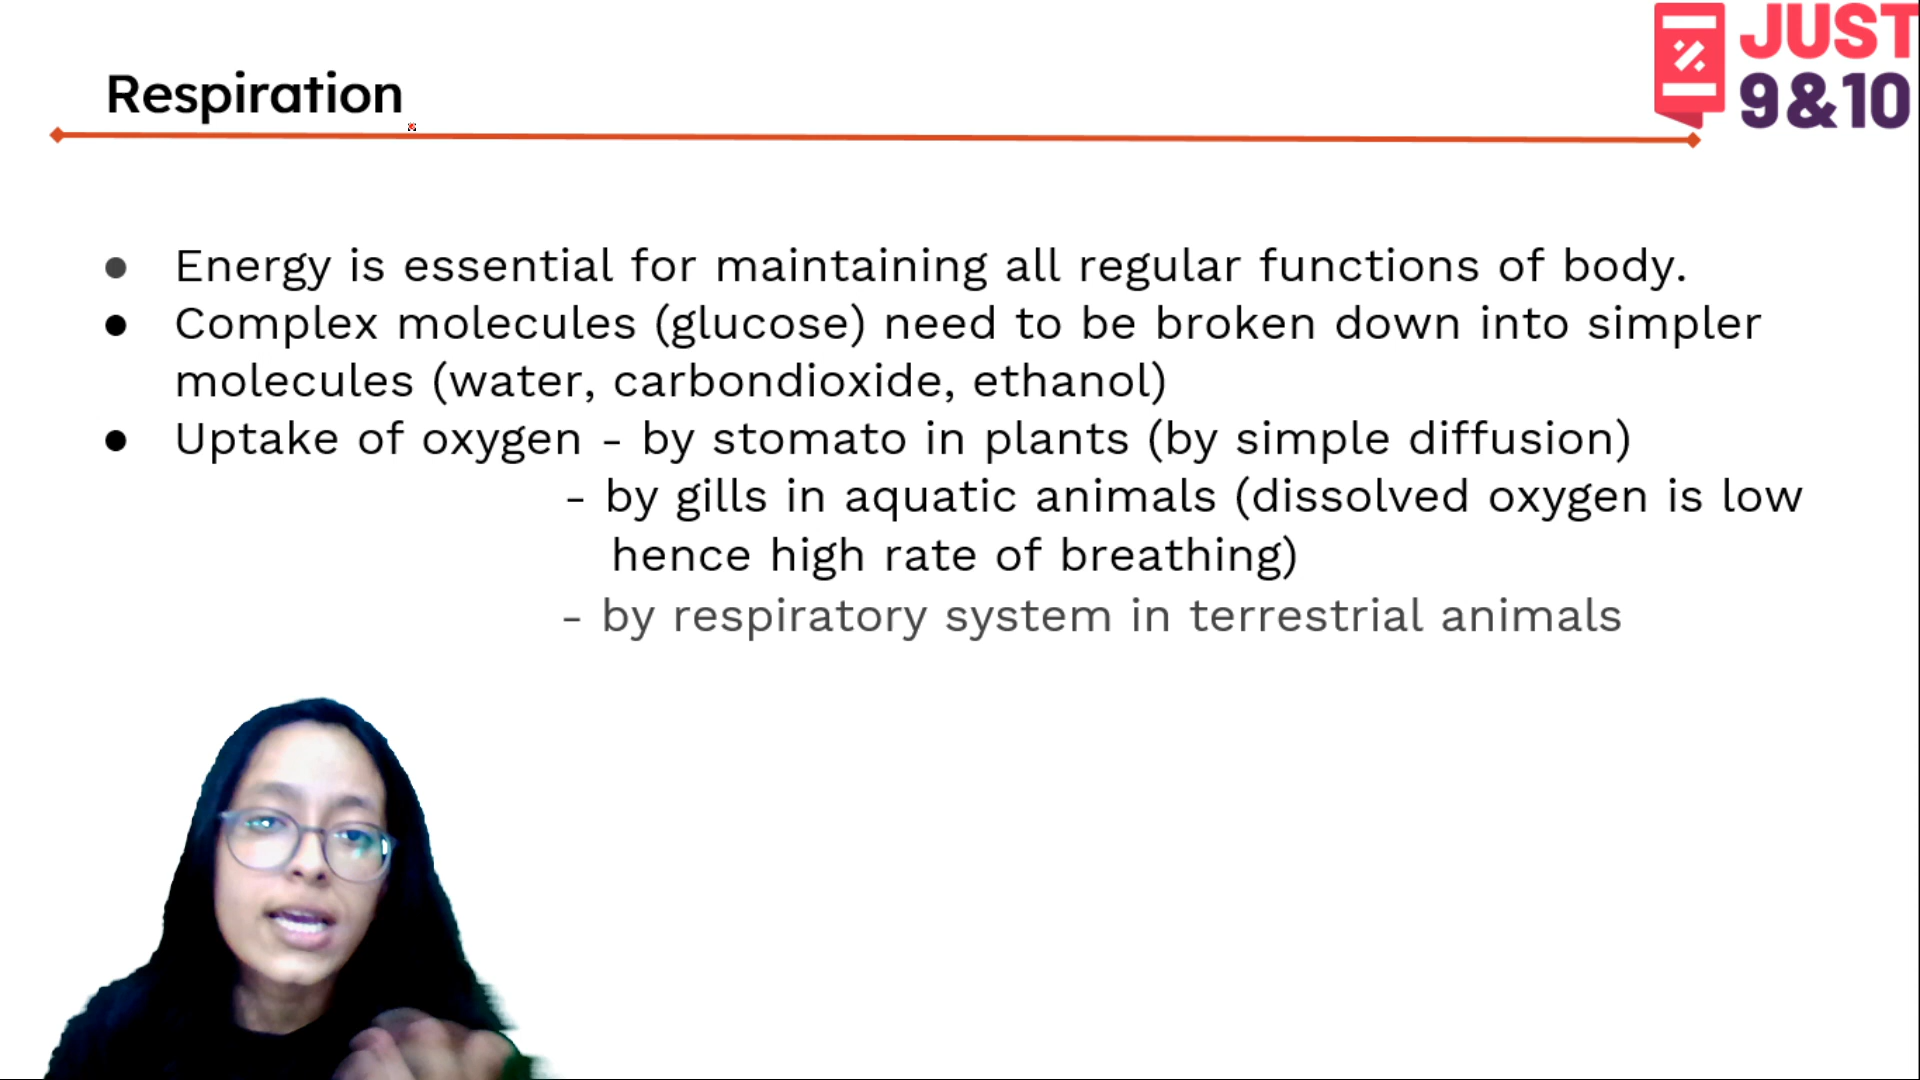 JUST
9&10
Respiration
● Energy is essential for maintaining all regular functions of body.
● Complex molecules (glucose) need to be broken down into simpler
molecules (water, carbondioxide, ethanol)
● Uptake of oxygen - by stomato in plants (by simple diffusion)
- by gills in aquatic animals (dissolved oxygen is low
hence high rate of breathing)
- by respiratory system in terrestrial animals